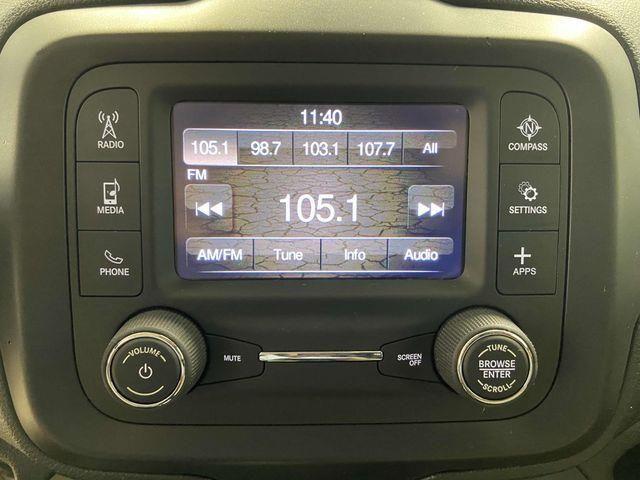 11:40
105.1 98.7 103.1 107.7 All
FM
105.1
AM/FM Tune Info Audio
RADIO
MEDIA
PHONE
N
COMPASS
SETTINGS
APPS
VOLUME
MUTE
SCREEN
OFF
TUNE
BROWSE
ENTER
SCROLL